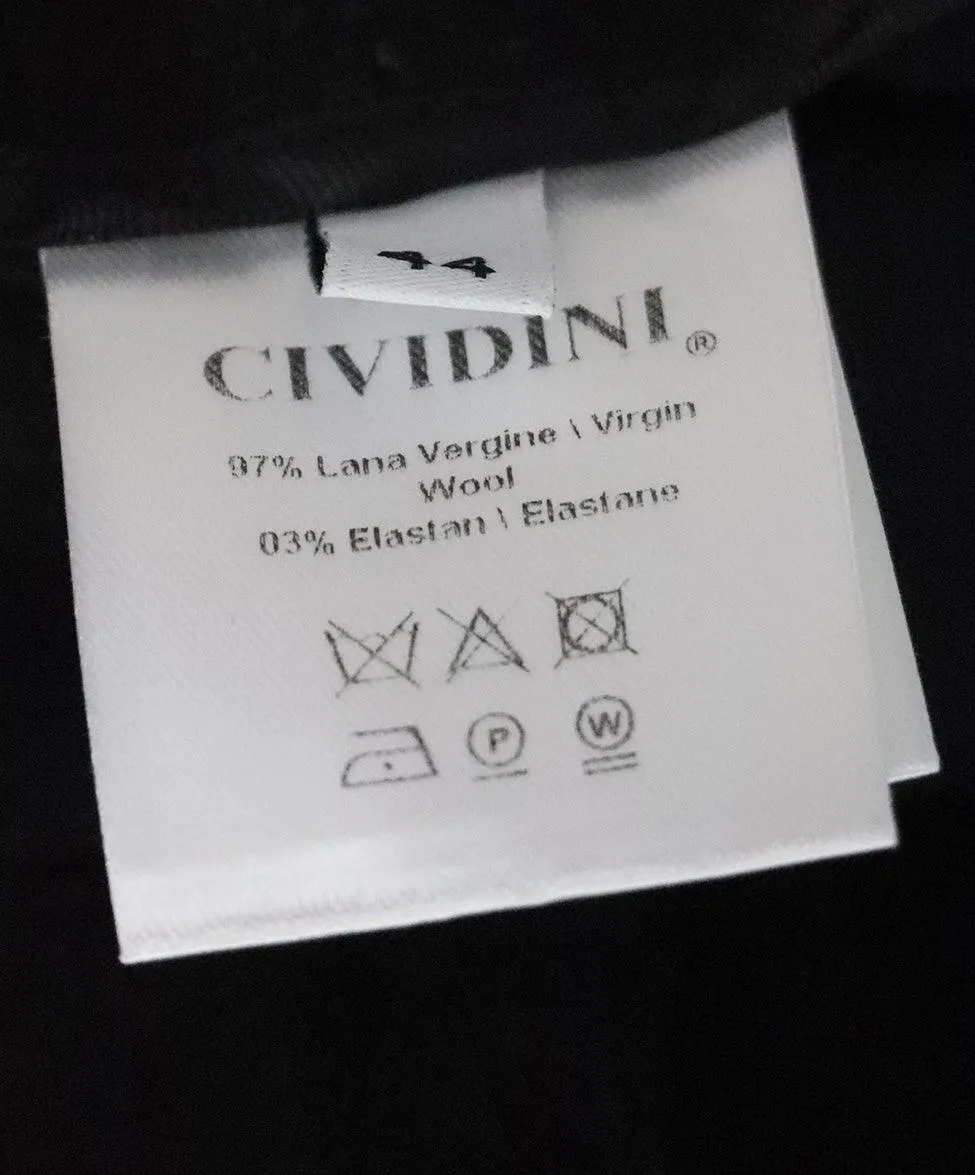 44
CIVIDINI®
97% Lana Vergine \ Virgin
Wool
03% Elastan \ Elastane
P W